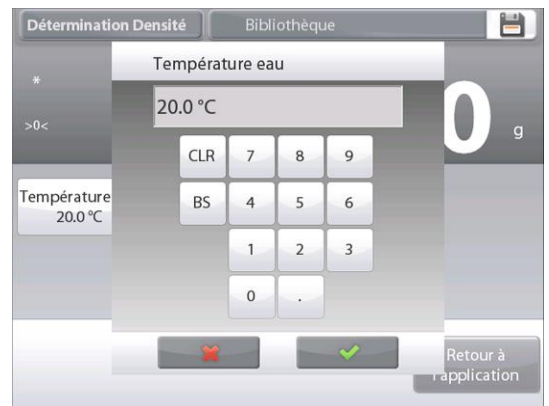 Détermination Densité Bibliothèque
Température eau
*
20.0 °C
>0<
0 g
CLR 7 8 9
Température
20.0 °C
BS 4 5 6
1 2 3
0 .
Retour à
l'application